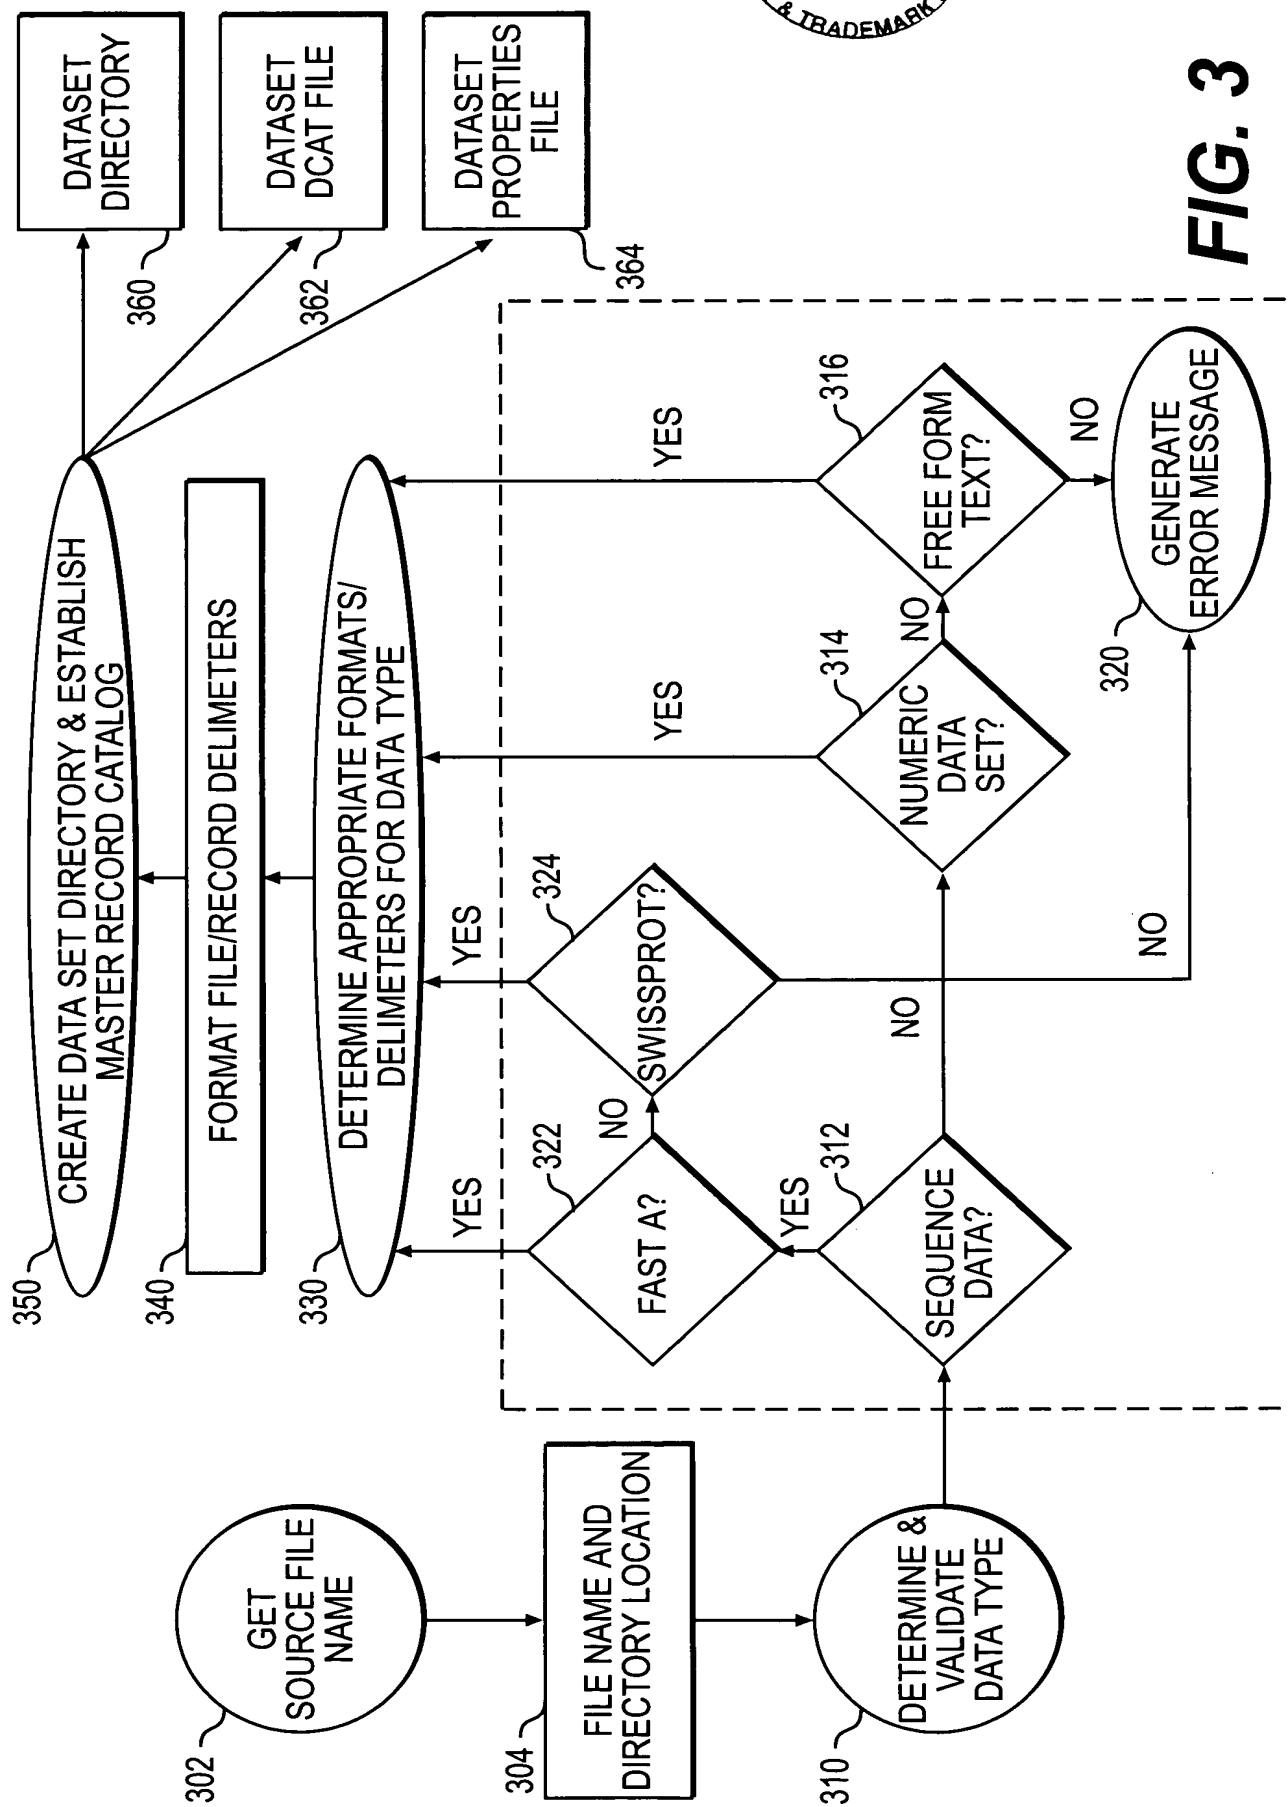 302
GET
SOURCE FILE
NAME
304
FILE NAME AND
DIRECTORY LOCATION
310
DETERMINE &
VALIDATE
DATA TYPE
350
CREATE DATA SET DIRECTORY & ESTABLISH
MASTER RECORD CATALOG
340
FORMAT FILE/RECORD DELIMETERS
330
DETERMINE APPROPRIATE FORMATS/
DELIMETERS FOR DATA TYPE
YES
YES
YES
YES
322
FAST A?
NO
324
SWISSPROT?
YES
312
SEQUENCE
DATA?
NO
314
NUMERIC
DATA
SET?
NO
316
FREE FORM
TEXT?
NO
NO
320
GENERATE
ERROR MESSAGE
360
DATASET
DIRECTORY
362
DATASET
DCAT FILE
364
DATASET
PROPERTIES
FILE
& TRADEMARK
FIG. 3